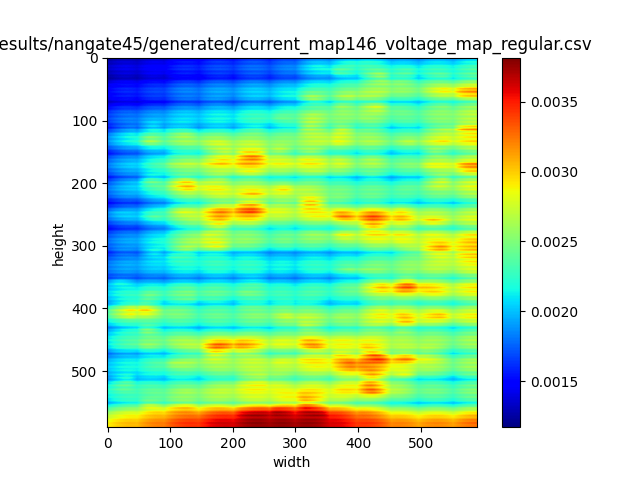 esults/nangate45/generated/current_map146_voltage_map_regular.csv
0
100
200
300
400
500
height
0 100 200 300 400 500
width
0.0035
0.0030
0.0025
0.0020
0.0015